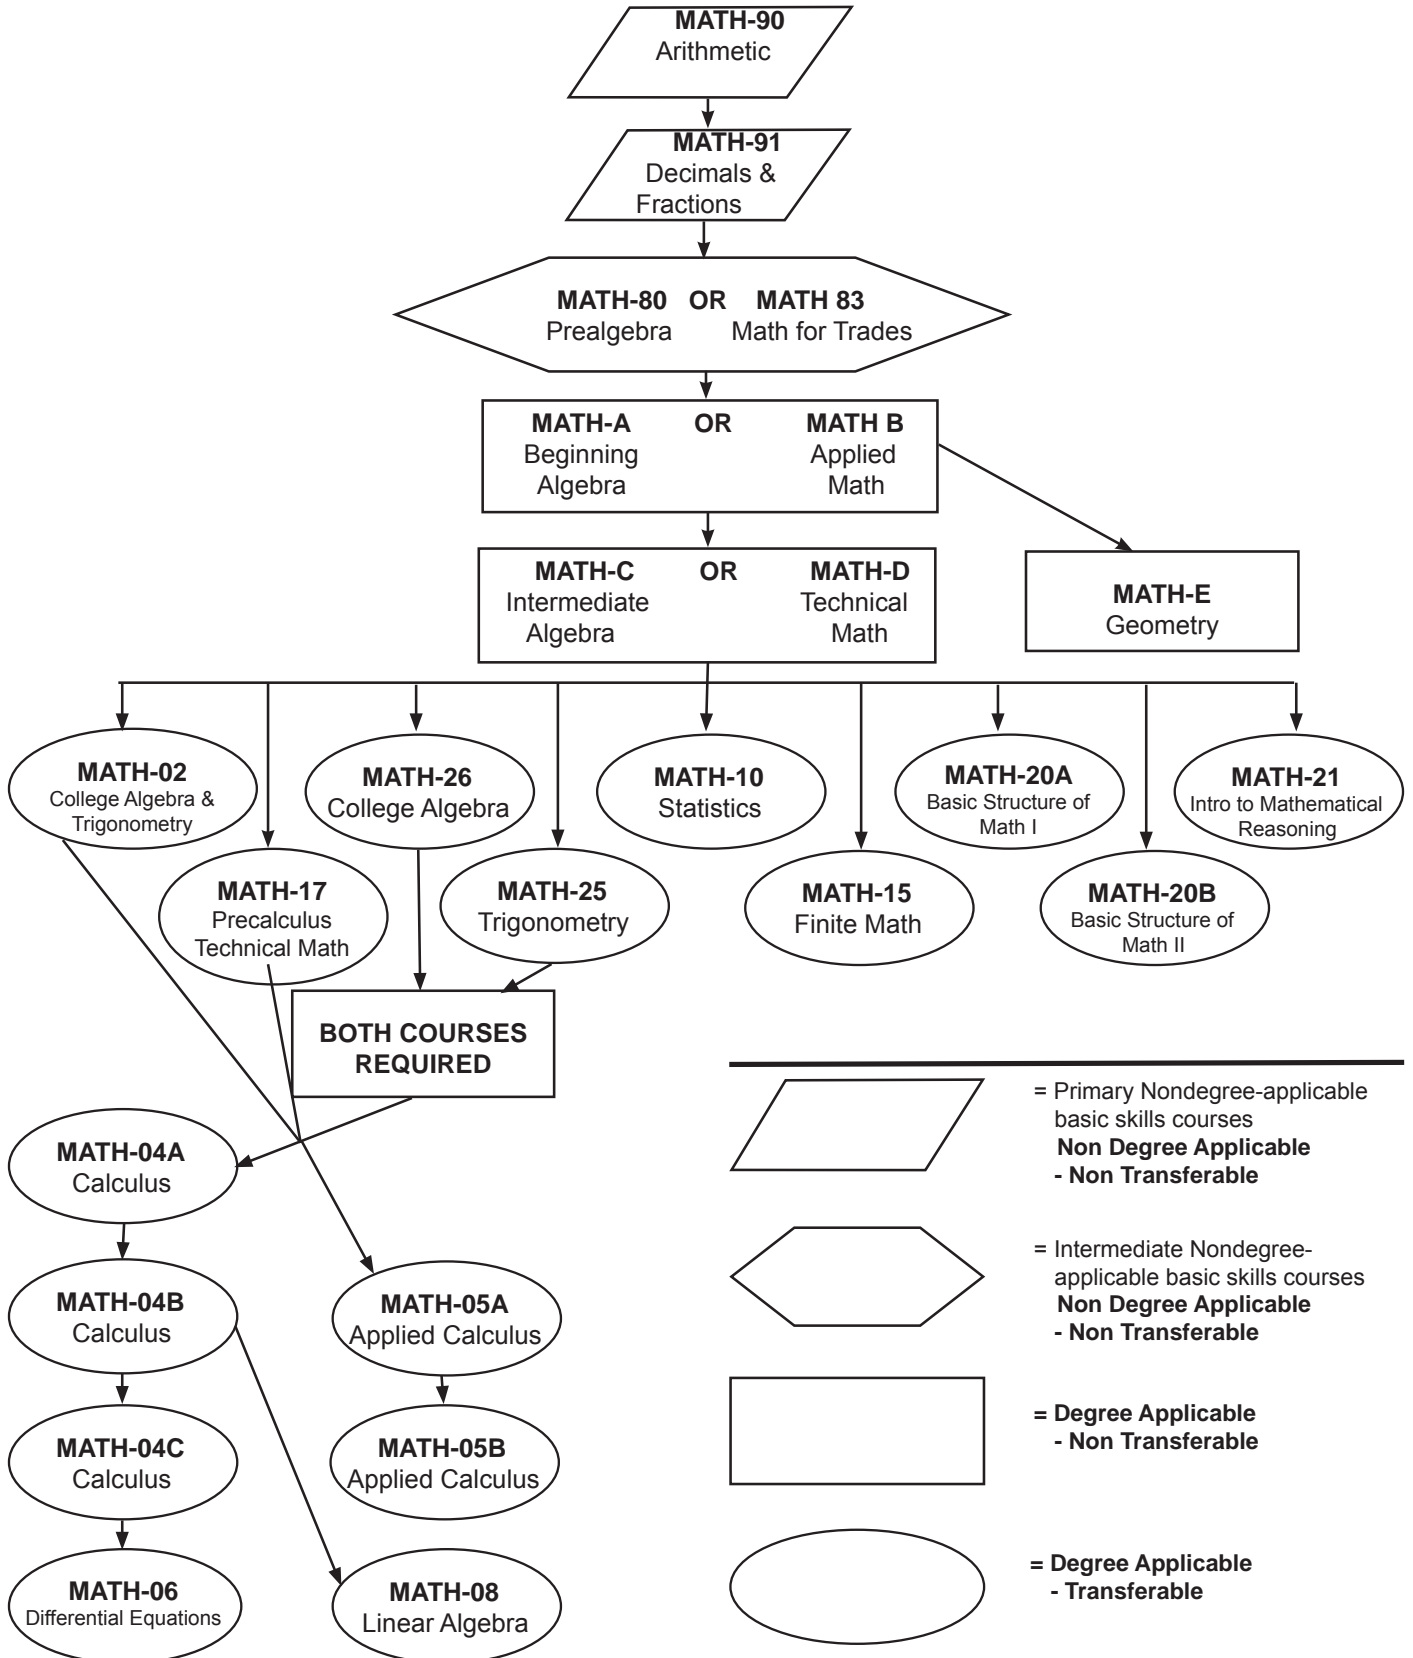 MATH-90
Arithmetic
MATH-91
Decimals &
Fractions
MATH-80 OR MATH 83
Prealgebra Math for Trades
MATH-A OR MATH B
Beginning Applied
Algebra Math
MATH-C OR MATH-D
Intermediate Technical
Algebra Math
MATH-E
Geometry
MATH-02
College Algebra &
Trigonometry
MATH-26
College Algebra
MATH-10
Statistics
MATH-20A
Basic Structure of
Math I
MATH-21
Intro to Mathematical
Reasoning
MATH-17
Precalculus
Technical Math
MATH-25
Trigonometry
MATH-15
Finite Math
MATH-20B
Basic Structure of
Math II
BOTH COURSES
REQUIRED
MATH-04A
Calculus
MATH-04B
Calculus
MATH-05A
Applied Calculus
MATH-04C
Calculus
MATH-05B
Applied Calculus
MATH-06
Differential Equations
MATH-08
Linear Algebra
= Primary Nondegree-applicable
basic skills courses
Non Degree Applicable
- Non Transferable
= Intermediate Nondegree-
applicable basic skills courses
Non Degree Applicable
- Non Transferable
= Degree Applicable
- Non Transferable
= Degree Applicable
- Transferable